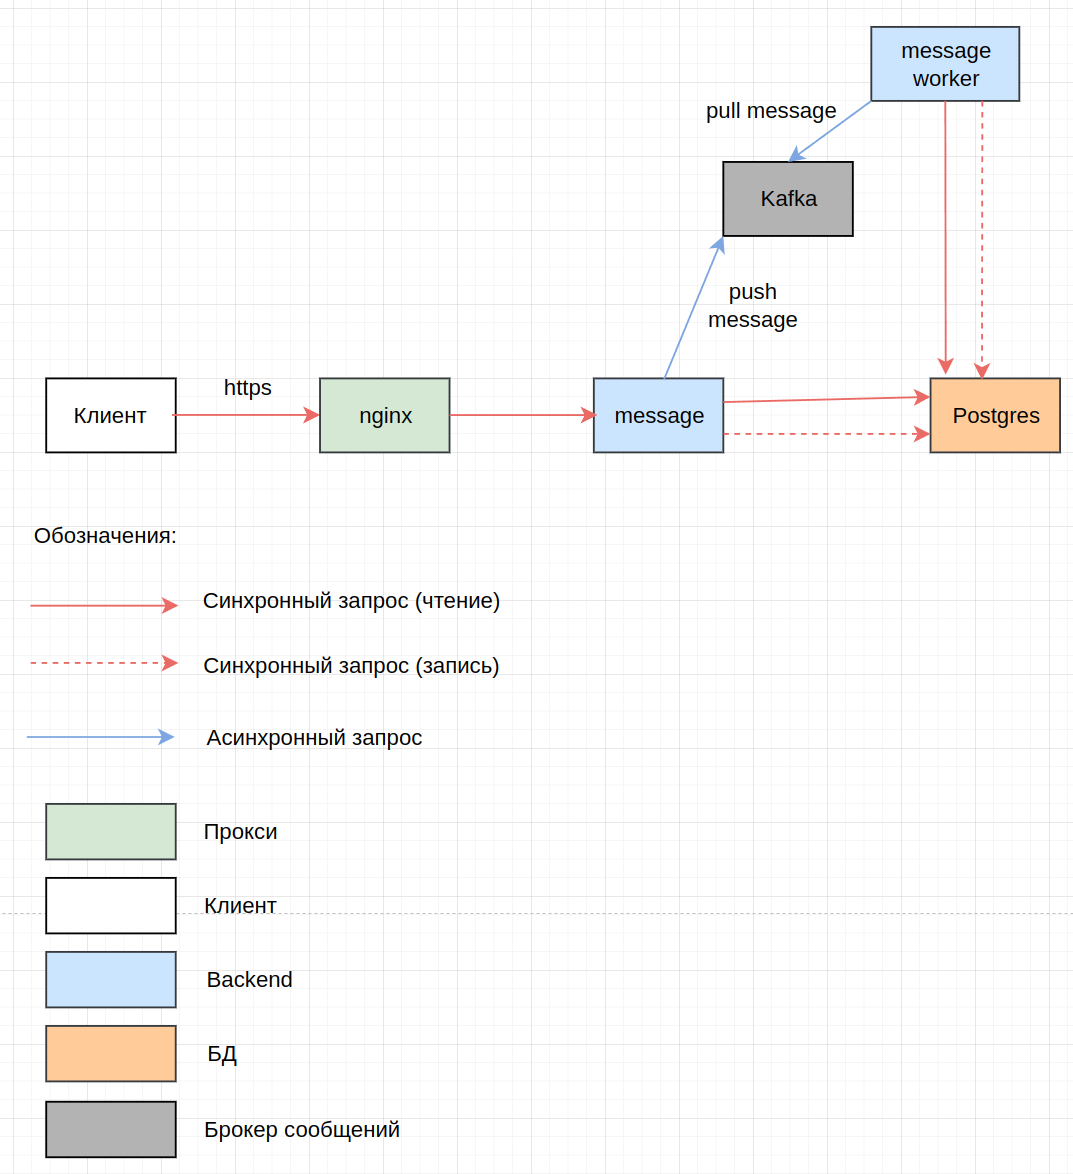 message
worker
pull message
Kafka
push
message
https
Клиент
nginx
message
Postgres
Обозначения:
Синхронный запрос (чтение)
Синхронный запрос (запись)
Асинхронный запрос
Прокси
Клиент
Backend
БД
Брокер сообщений